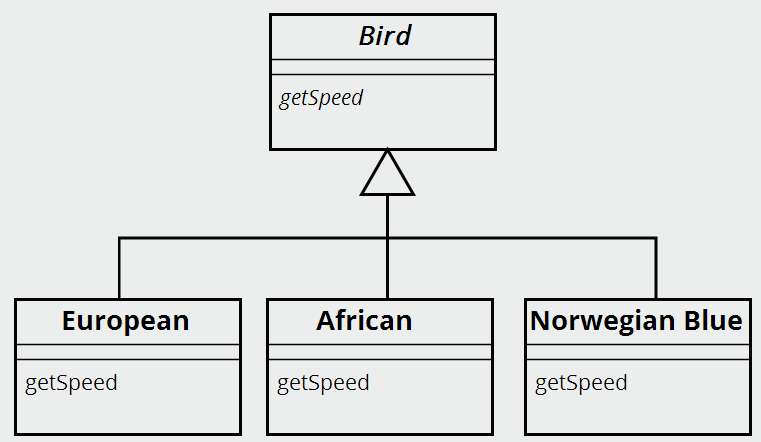 Bird
getSpeed
European
African
Norwegian Blue
getSpeed
getSpeed
getSpeed